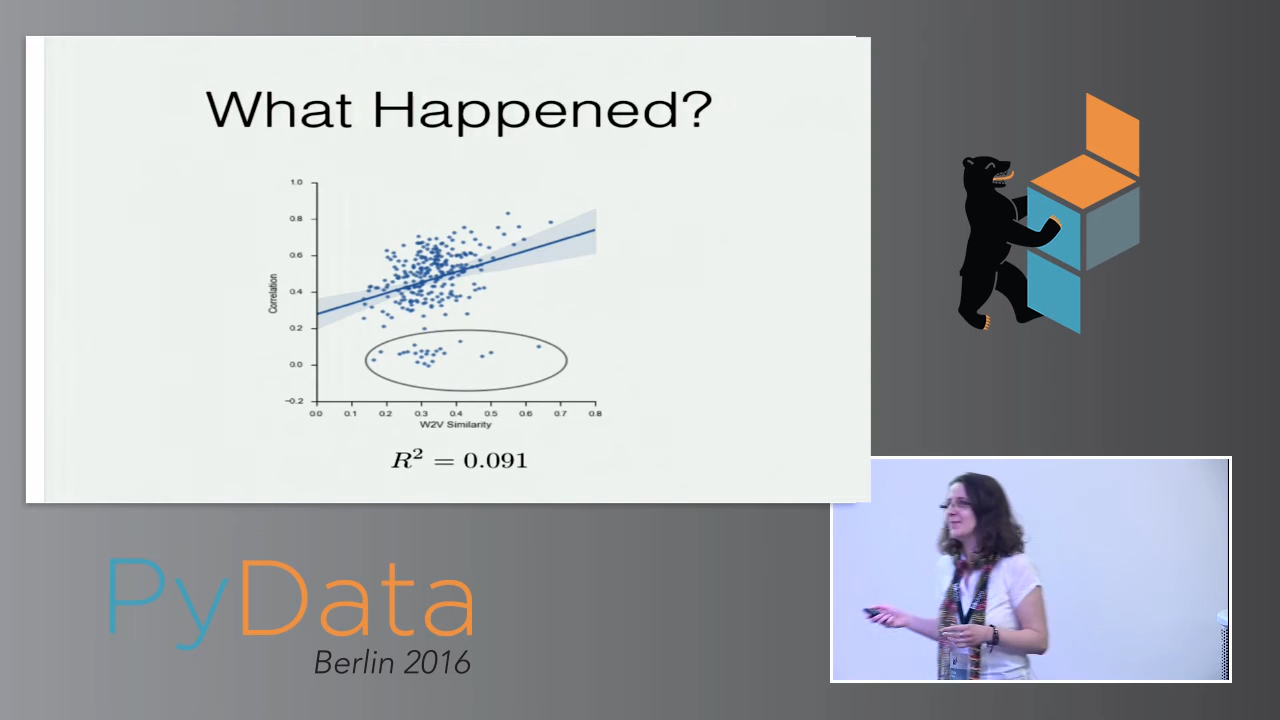 What Happened?
1.0
0.8
0.6
0.4
0.2
0.0
−0.2
Correlation
0.0 0.1 0.2 0.3 0.4 0.5 0.6 0.7 0.8
W2V Similarity
R² = 0.091
PyData
Berlin 2016